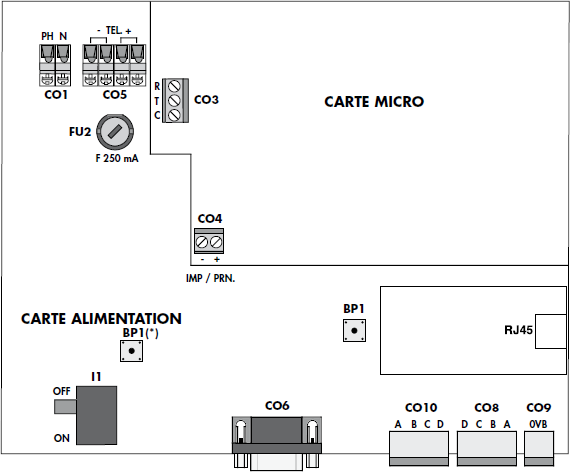 PH N
- TEL. +
CO1
CO5
R
T
C
CO3
CARTE MICRO
FU2
F 250 mA
CO4
- +
IMP / PRN.
CARTE ALIMENTATION
BP1(*)
BP1
RJ45
I1
OFF
ON
CO6
CO10
A B C D
CO8
D C B A
CO9
0VB